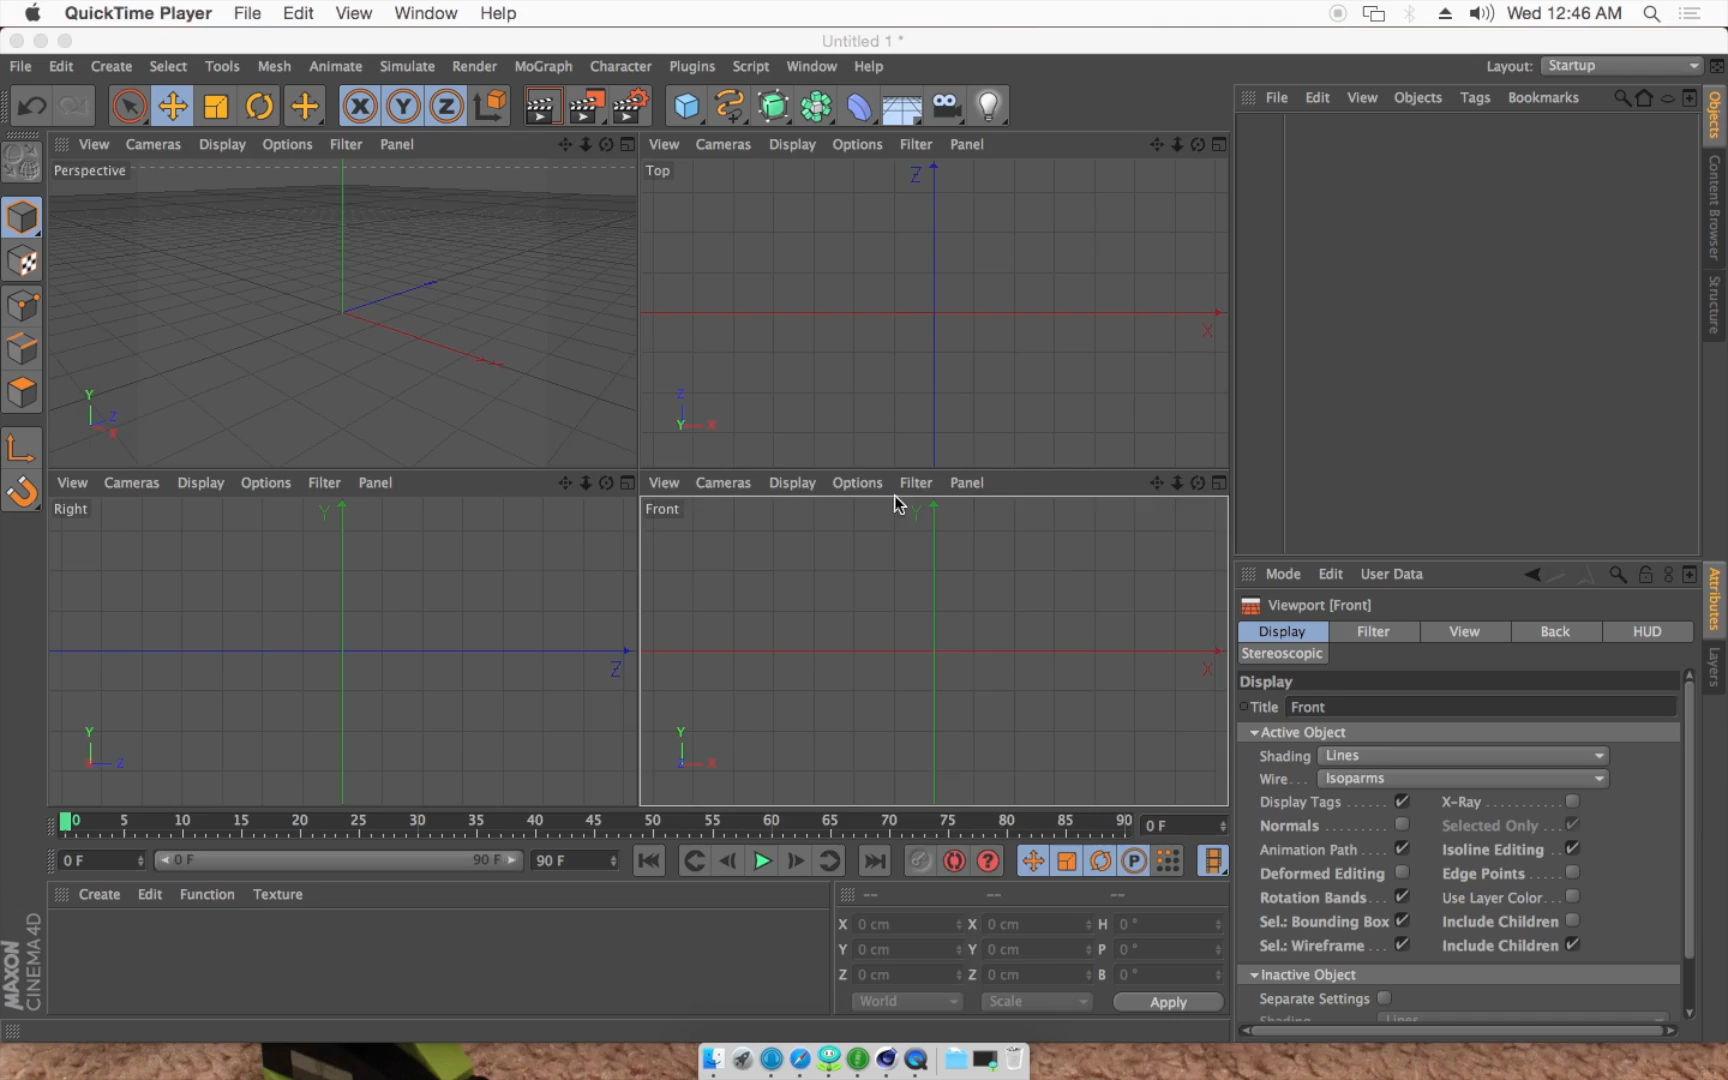 QuickTime Player File Edit View Window Help Wed 12:46 AM
Untitled 1 *
File Edit Create Select Tools Mesh Animate Simulate Render MoGraph Character Plugins Script Window Help Layout: Startup
X Y Z
File Edit View Objects Tags Bookmarks
Objects
Content Browser
Structure
View Cameras Display Options Filter Panel
Perspective
Y
Z
X
View Cameras Display Options Filter Panel
Top
Z
X
Z
Y X
View Cameras Display Options Filter Panel
Right
Y
Z
Y
X Z
View Cameras Display Options Filter Panel
Front
Y
X
Y
Z X
Mode Edit User Data
Attributes
Layers
Viewport [Front]
Display Filter View Back HUD
Stereoscopic
Display
Title Front
Active Object
Shading Lines
Wire... Isoparms
Display Tags ...... X-Ray ..........
Normals ........ Selected Only ...
Animation Path .... Isoline Editing ..
Deformed Editing Edge Points .....
Rotation Bands... Use Layer Color...
Sel.: Bounding Box Include Children
Sel.: Wireframe ... Include Children
Inactive Object
Separate Settings
Shading Lines
0 5 10 15 20 25 30 35 40 45 50 55 60 65 70 75 80 85 90 0 F
0 F 0 F 90 F 90 F
P
Create Edit Function Texture
-- -- --
X 0 cm X 0 cm H 0 °
Y 0 cm Y 0 cm P 0 °
Z 0 cm Z 0 cm B 0 °
World Scale Apply
MAXON
CINEMA4D